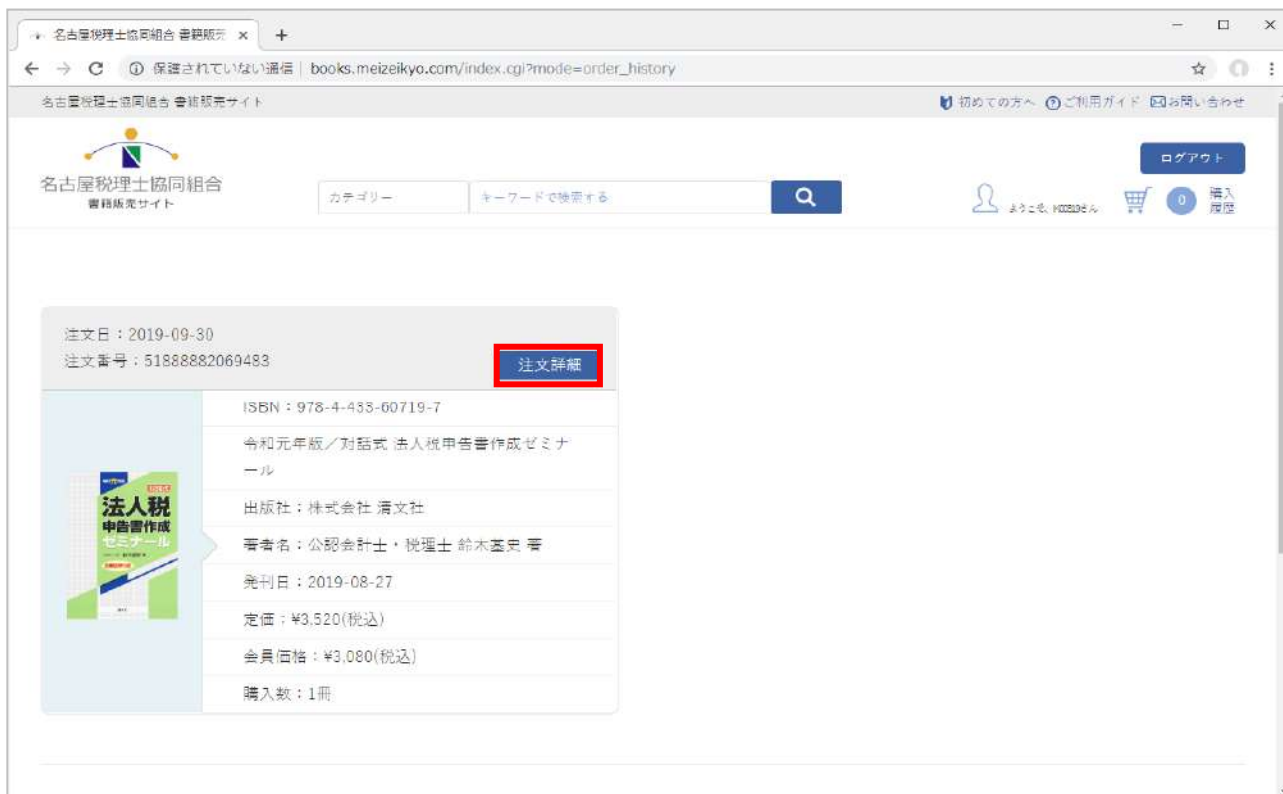 名古屋税理士協同組合 書籍販売
保護されていない通信 | books.meizeikyo.com/index.cgi?mode=order_history
名古屋税理士協同組合 書籍販売サイト
初めての方へ ご利用ガイド お問い合わせ
ログアウト
名古屋税理士協同組合
書籍販売サイト
カテゴリー
キーワードで検索する
ようこそ、
0
購入
履歴
注文日：2019-09-30
注文番号：51888882069483
注文詳細
ISBN：978-4-433-60719-7
令和元年版／対話式 法人税申告書作成ゼミナ
ール
出版社：株式会社 清文社
著者名：公認会計士・税理士 鈴木基史 著
発刊日：2019-08-27
定価：¥3,520(税込)
会員価格：¥3,080(税込)
購入数：1冊
法人税
申告書作成
ゼミナール